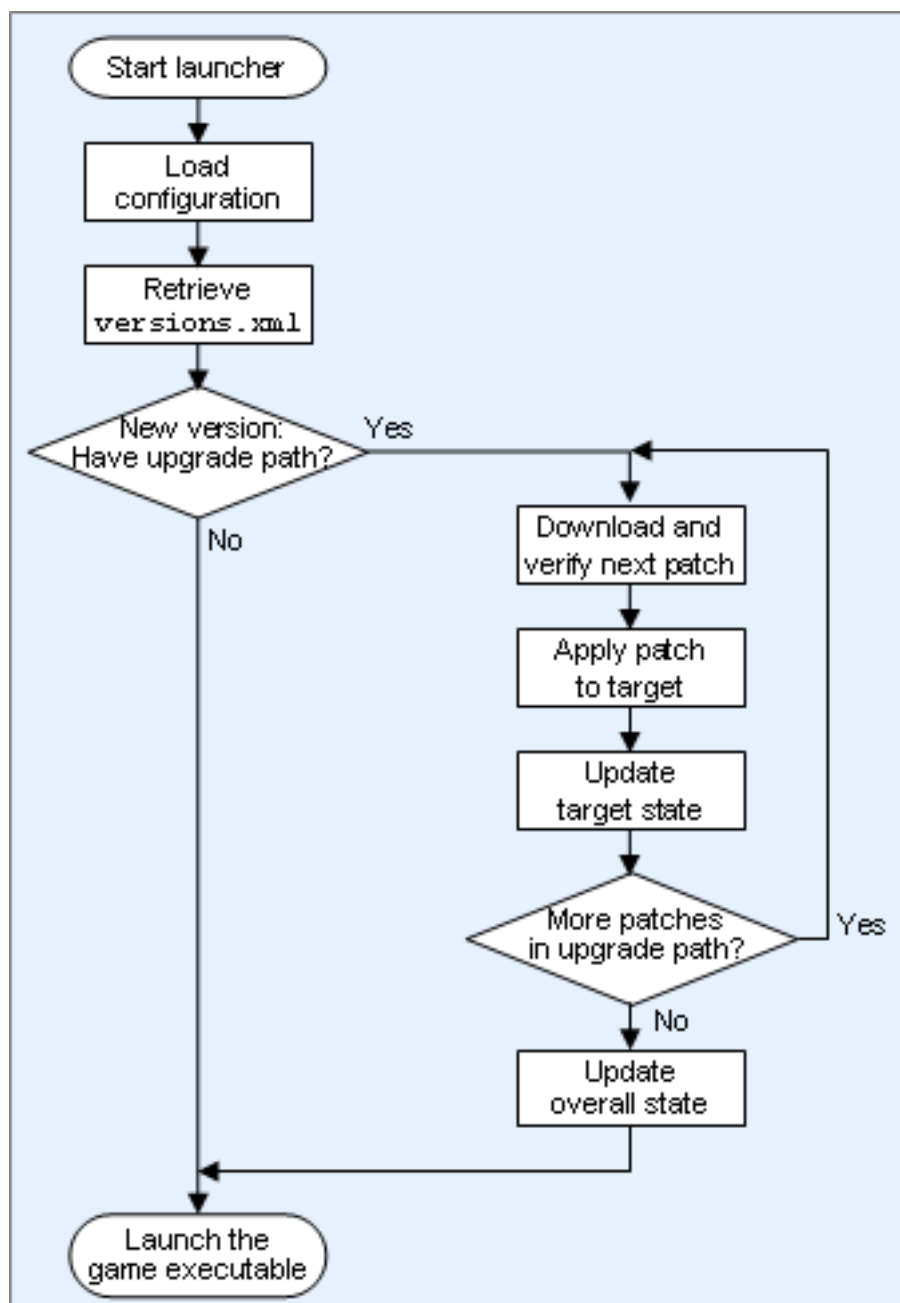 Start launcher
Load
configuration
Retrieve
versions.xml
New version:
Have upgrade path?
Yes
No
Download and
verify next patch
Apply patch
to target
Update
target state
More patches
in upgrade path?
Yes
No
Update
overall state
Launch the
game executable